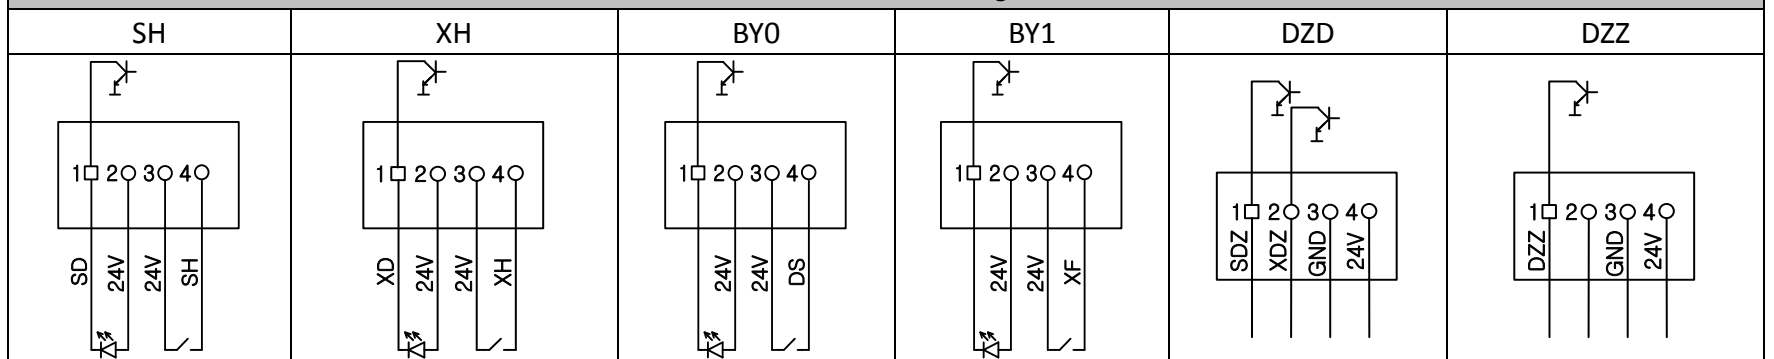 SH XH BY0 BY1 DZD DZZ
1 2 3 4 1 2 3 4 1 2 3 4 1 2 3 4 1 2 3 4 1 2 3 4
SD 24V 24V SH XD 24V 24V XH 24V 24V DS 24V 24V XF SDZ XDZ GND 24V DZZ GND 24V